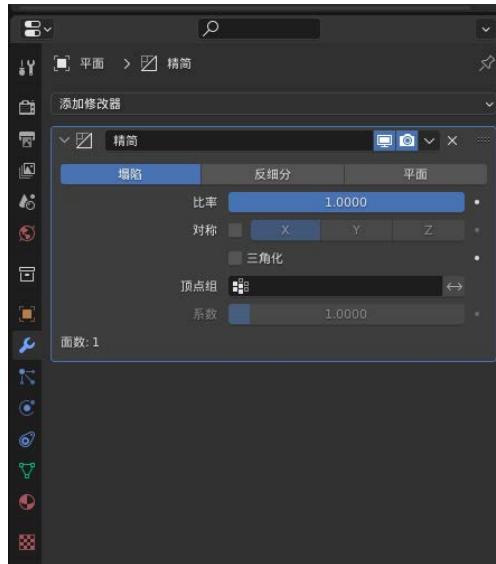 平面 > 精简
添加修改器
精简
塌陷 反细分 平面
比率 1.0000
对称 X Y Z
三角化
顶点组
系数 1.0000
面数: 1